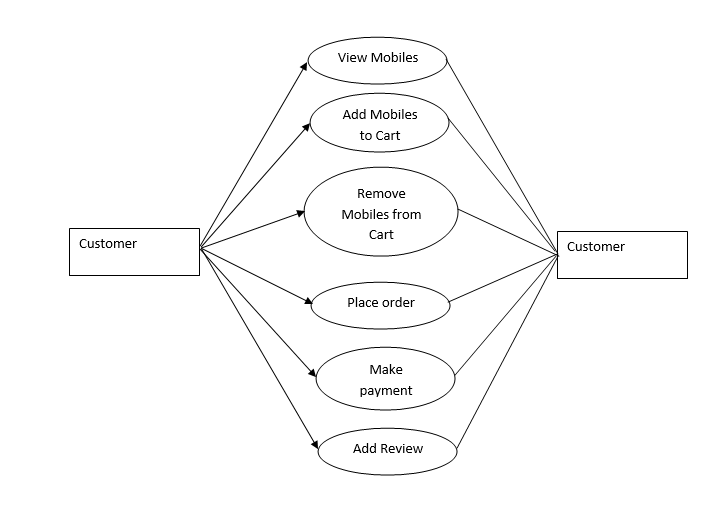 View Mobiles
Add Mobiles
to Cart
Remove
Mobiles from
Cart
Customer
Customer
Place order
Make
payment
Add Review